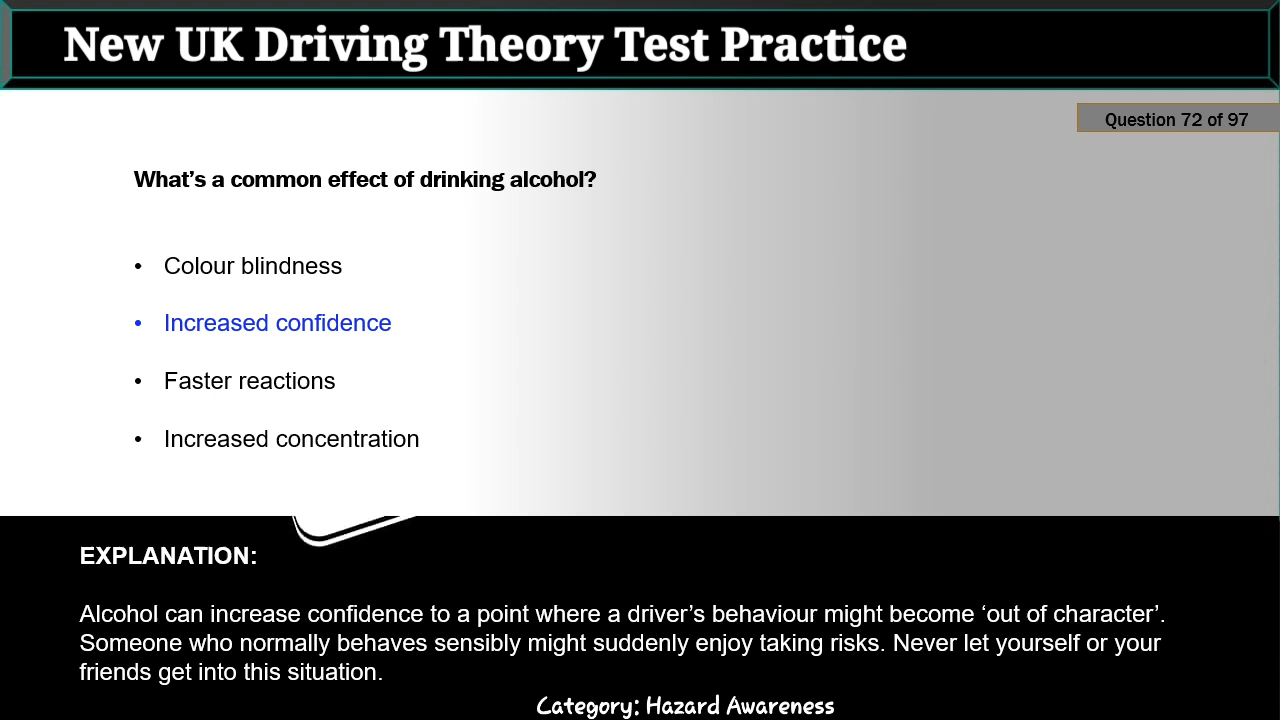 New UK Driving Theory Test Practice
Question 72 of 97
What’s a common effect of drinking alcohol?
• Colour blindness
• Increased confidence
• Faster reactions
• Increased concentration
EXPLANATION:
Alcohol can increase confidence to a point where a driver’s behaviour might become ‘out of character’.
Someone who normally behaves sensibly might suddenly enjoy taking risks. Never let yourself or your
friends get into this situation.
Category: Hazard Awareness